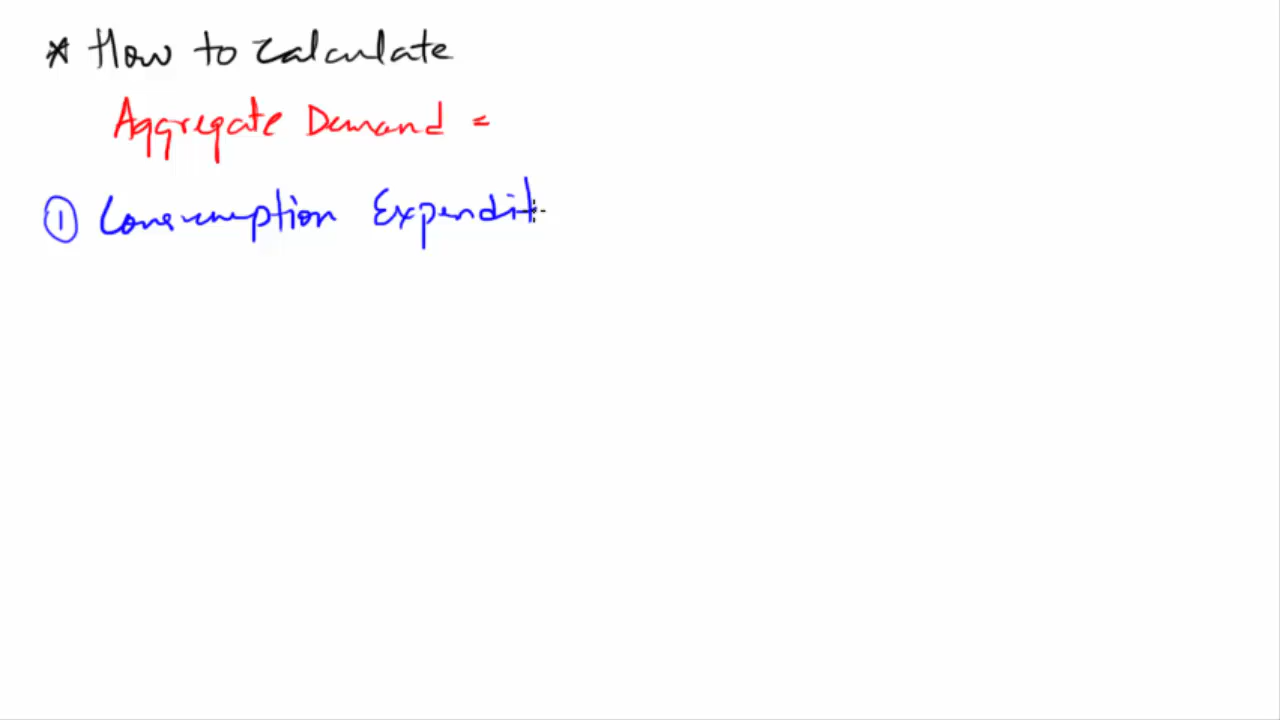 * How to calculate
Aggregate Demand =
① Consumption Expendit